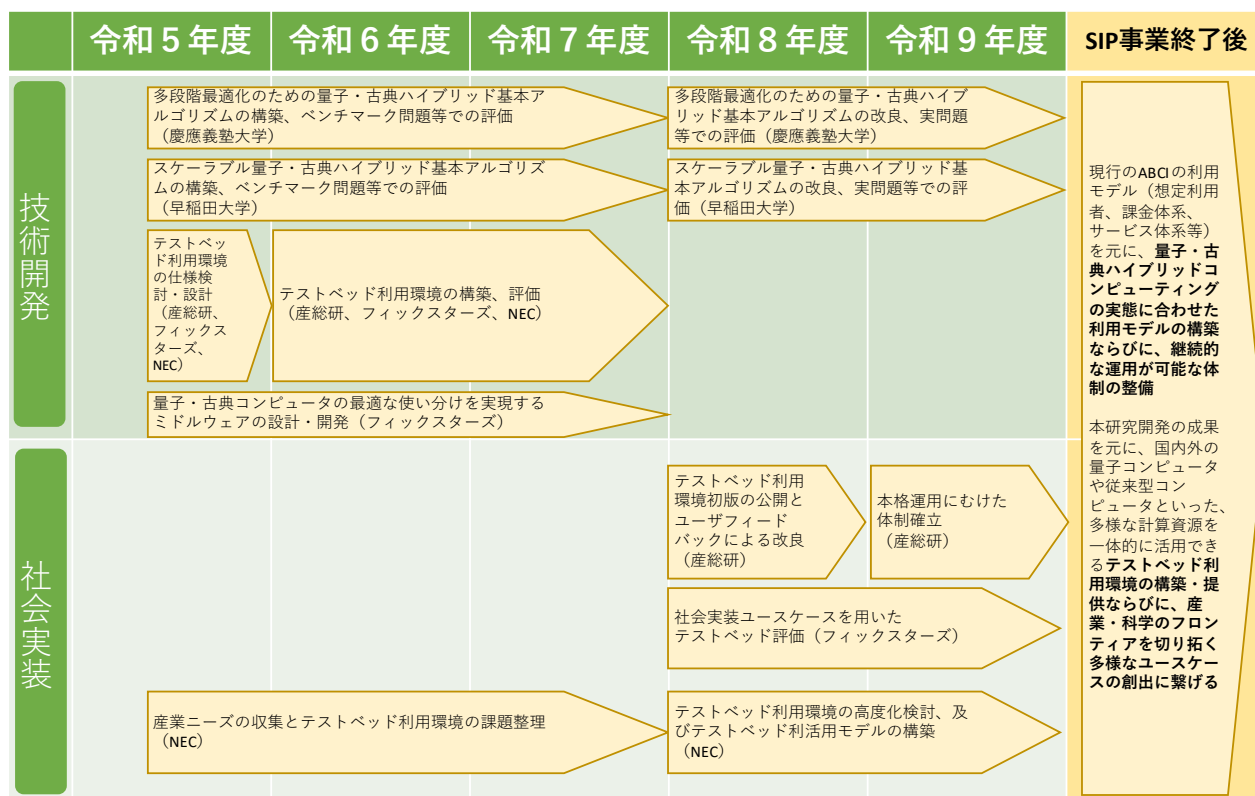 令和５年度
令和６年度
令和７年度
令和８年度
令和９年度
SIP事業終了後
技術開発
多段階最適化のための量子・古典ハイブリッド基本ア
ルゴリズムの構築、ベンチマーク問題等での評価
（慶應義塾大学）
多段階最適化のための量子・古典ハイブ
リッド基本アルゴリズムの改良、実問題
等での評価（慶應義塾大学）
スケーラブル量子・古典ハイブリッド基本アルゴリズ
ムの構築、ベンチマーク問題等での評価
（早稲田大学）
スケーラブル量子・古典ハイブリッド基
本アルゴリズムの改良、実問題等での評
価（早稲田大学）
テストベッ
ド利用環境
の仕様検
討・設計
（産総研、
フィックス
ターズ、
NEC）
テストベッド利用環境の構築、評価
（産総研、フィックスターズ、NEC）
量子・古典コンピュータの最適な使い分けを実現する
ミドルウェアの設計・開発（フィックスターズ）
社会実装
テストベッド利用
環境初版の公開と
ユーザフィード
バックによる改良
（産総研）
本格運用にむけた
体制確立
（産総研）
社会実装ユースケースを用いた
テストベッド評価（フィックスターズ）
産業ニーズの収集とテストベッド利用環境の課題整理
（NEC）
テストベッド利用環境の高度化検討、及
びテストベッド利活用モデルの構築
（NEC）
現行のABCIの利用
モデル（想定利用
者、課金体系、
サービス体系等）
を元に、量子・古
典ハイブリッドコ
ンピューティング
の実態に合わせた
利用モデルの構築
ならびに、継続的
な運用が可能な体
制の整備
本研究開発の成果
を元に、国内外の
量子コンピュータ
や従来型コン
ピュータといった、
多様な計算資源を
一体的に活用でき
るテストベッド利
用環境の構築・提
供ならびに、産
業・科学のフロン
ティアを切り拓く
多様なユースケー
スの創出に繋げる